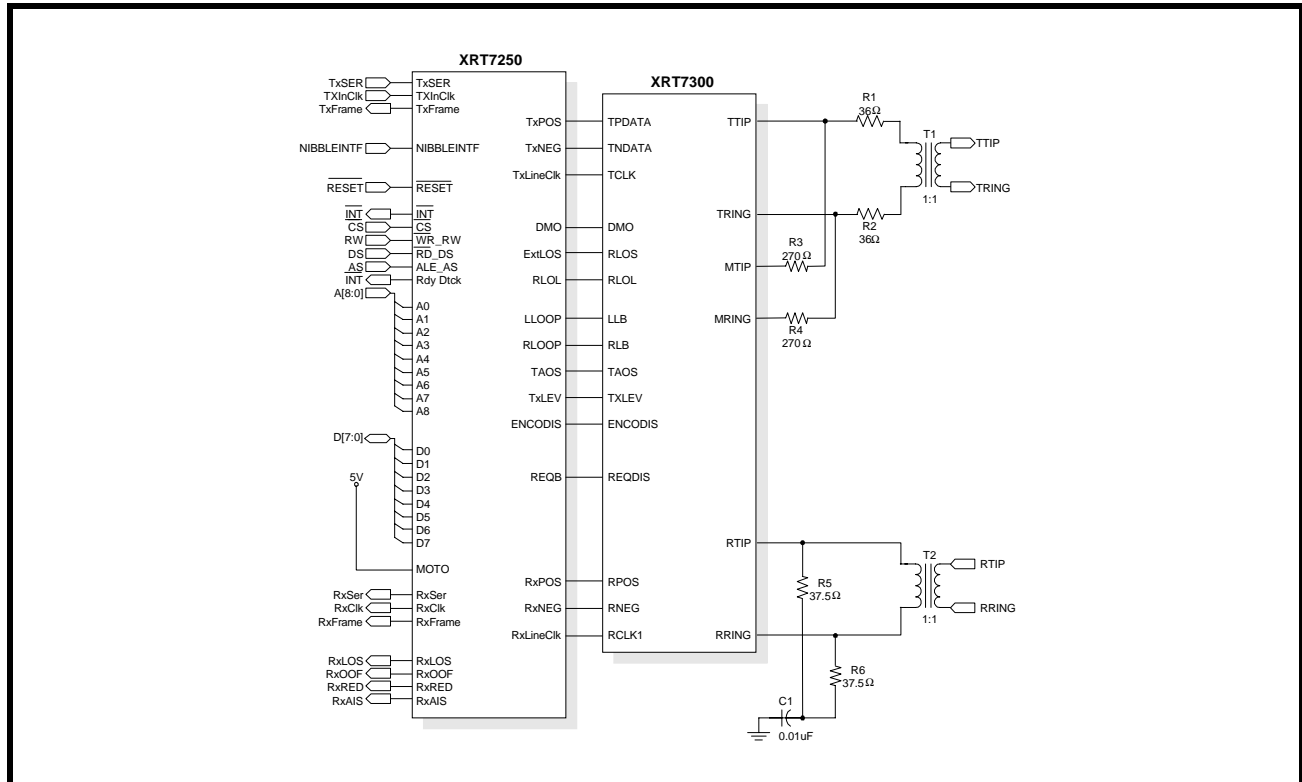 XRT7250
XRT7300
TxSER TxSER
TXInClk TXInClk
TxFrame TxFrame
NIBBLEINTF NIBBLEINTF
RESET RESET
INT INT
CS CS
RW WR_RW
DS RD_DS
AS ALE_AS
INT Rdy Dtck
A[8:0]
A0
A1
A2
A3
A4
A5
A6
A7
A8
D[7:0]
D0
D1
D2
D3
D4
D5
D6
D7
5V
MOTO
RxSer RxSer
RxClk RxClk
RxFrame RxFrame
RxLOS RxLOS
RxOOF RxOOF
RxRED RxRED
RxAIS RxAIS
TxPOS TPDATA
TxNEG TNDATA
TxLineClk TCLK
DMO DMO
ExtLOS RLOS
RLOL RLOL
LLOOP LLB
RLOOP RLB
TAOS TAOS
TxLEV TXLEV
ENCODIS ENCODIS
REQB REQDIS
RxPOS RPOS
RxNEG RNEG
RxLineClk RCLK1
TTIP
TRING
MTIP
MRING
RTIP
RRING
R1
36Ω
R2
36Ω
R3
270 Ω
R4
270 Ω
T1
1:1
TTIP
TRING
R5
37.5Ω
R6
37.5Ω
T2
1:1
RTIP
RRING
C1
0.01uF